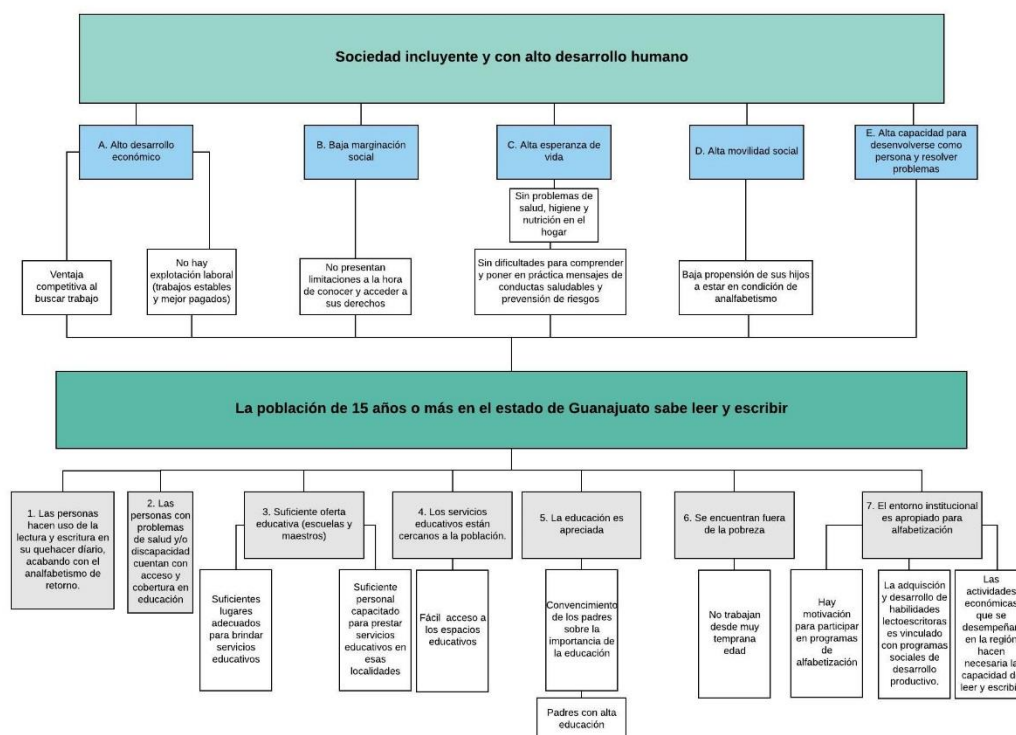 Sociedad incluyente y con alto desarrollo humano
A. Alto desarrollo
económico
B. Baja marginación
social
C. Alta esperanza de
vida
D. Alta movilidad social
E. Alta capacidad para
desenvolverse como
persona y resolver
problemas
Sin problemas de
salud, higiene y
nutrición en el
hogar
Ventaja
competitiva al
buscar trabajo
No hay
explotación laboral
(trabajos estables
y mejor pagados)
No presentan
limitaciones a la hora
de conocer y acceder a
sus derechos
Sin dificultades para comprender
y poner en práctica mensajes de
conductas saludables y
prevención de riesgos
Baja propensión de sus hijos
a estar en condición de
analfabetismo
La población de 15 años o más en el estado de Guanajuato sabe leer y escribir
1. Las personas
hacen uso de la
lectura y escritura en
su quehacer díario,
acabando con el
analfabetismo de
retorno.
2. Las
personas con
problemas
de salud y/o
discapacidad
cuentan con
acceso y
cobertura en
educación
3. Suficiente oferta
educativa (escuelas y
maestros)
4. Los servicios
educativos están
cercanos a la población.
5. La educación es
apreciada
6. Se encuentran fuera
de la pobreza
7. El entorno institucional
es apropiado para
alfabetización
Suficientes
lugares
adecuados para
brindar
servicios
educativos
Suficiente
personal
capacitado
para prestar
servicios
educativos en
esas
localidades
Fácil acceso a
los espacios
educativos
Convencimiento
de los padres
sobre la
importancia de
la educación
Padres con alta
educación
No trabajan
desde muy
temprana
edad
Hay
motivación
para participar
en programas
de
alfabetización
La adquisición
y desarrollo de
habilidades
lectoescritoras
es vinculado
con programas
sociales de
desarrollo
productivo.
Las
actividades
económicas
que se
desempeñan
en la región
hacen
necesaria la
capacidad de
leer y escribi